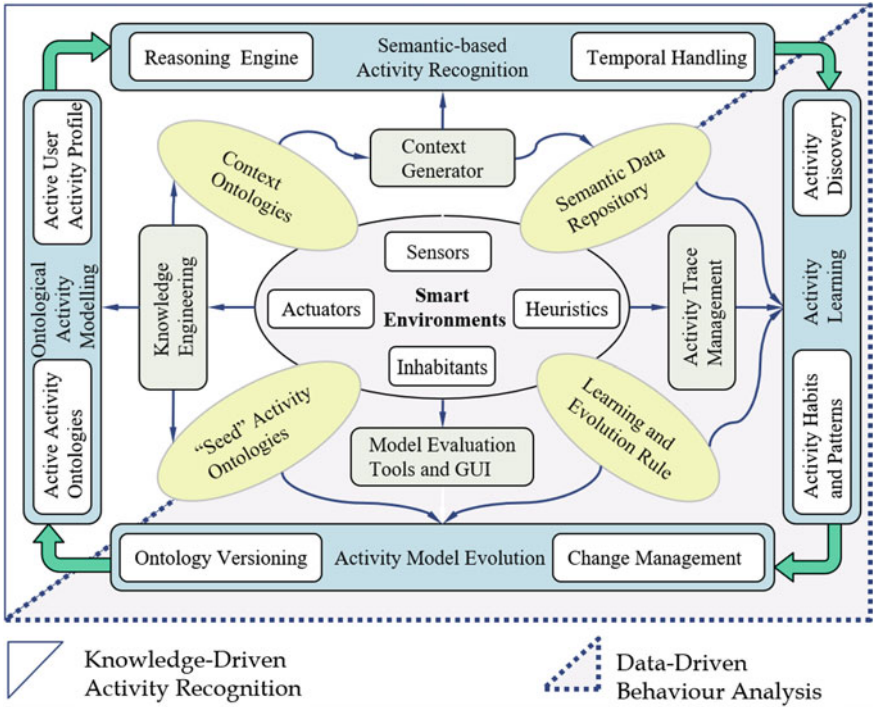 Reasoning Engine
Semantic-based
Activity Recognition
Temporal Handling
Active User
Activity Profile
Ontological
Activity
Modelling
Active Activity
Ontologies
Context
Ontologies
Context
Generator
Semantic Data
Repository
Activity
Discovery
Activity
Learning
Activity Habits
and Patterns
Knowledge
Engineering
Sensors
Actuators
Smart
Environments
Heuristics
Inhabitants
Activity Trace
Management
"Seed" Activity
Ontologies
Model Evaluation
Tools and GUI
Learning and
Evolution Rule
Ontology Versioning
Activity Model Evolution
Change Management
Knowledge-Driven
Activity Recognition
Data-Driven
Behaviour Analysis